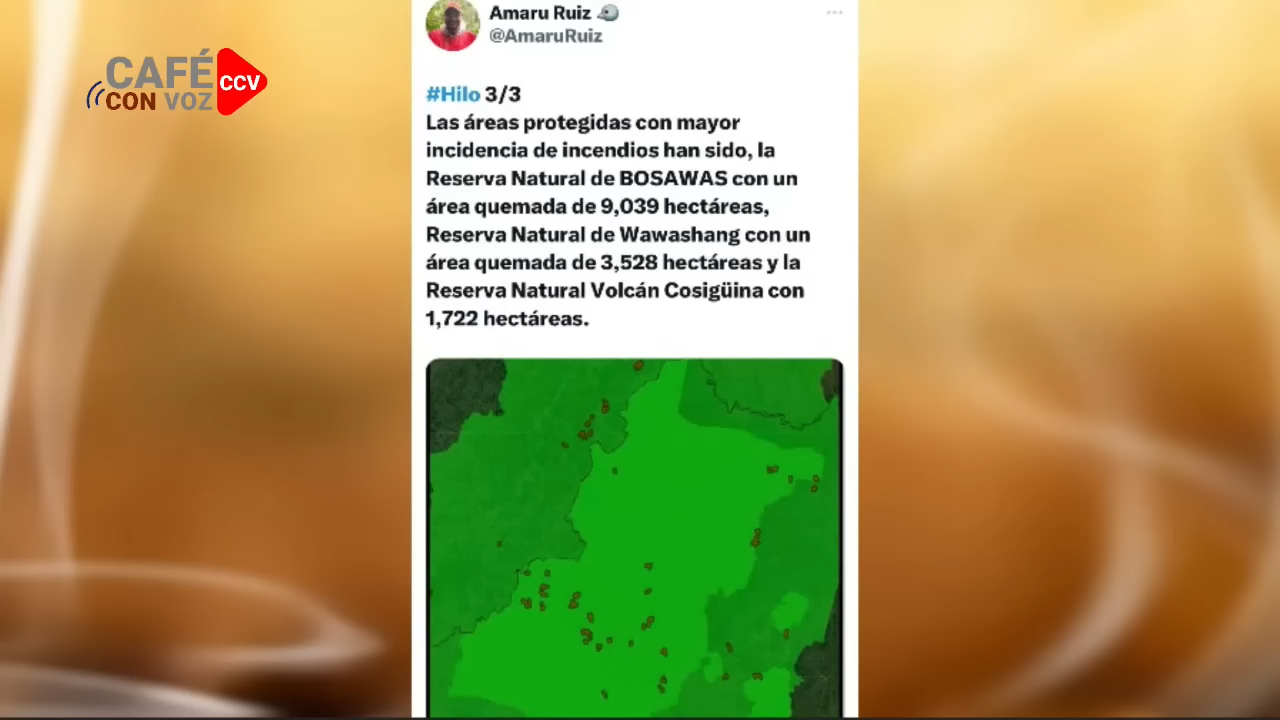 CAFÉ
CON VOZ
CCV
Amaru Ruiz
@AmaruRuiz
#Hilo 3/3
Las áreas protegidas con mayor
incidencia de incendios han sido, la
Reserva Natural de BOSAWAS con un
área quemada de 9,039 hectáreas,
Reserva Natural de Wawashang con un
área quemada de 3,528 hectáreas y la
Reserva Natural Volcán Cosigüina con
1,722 hectáreas.